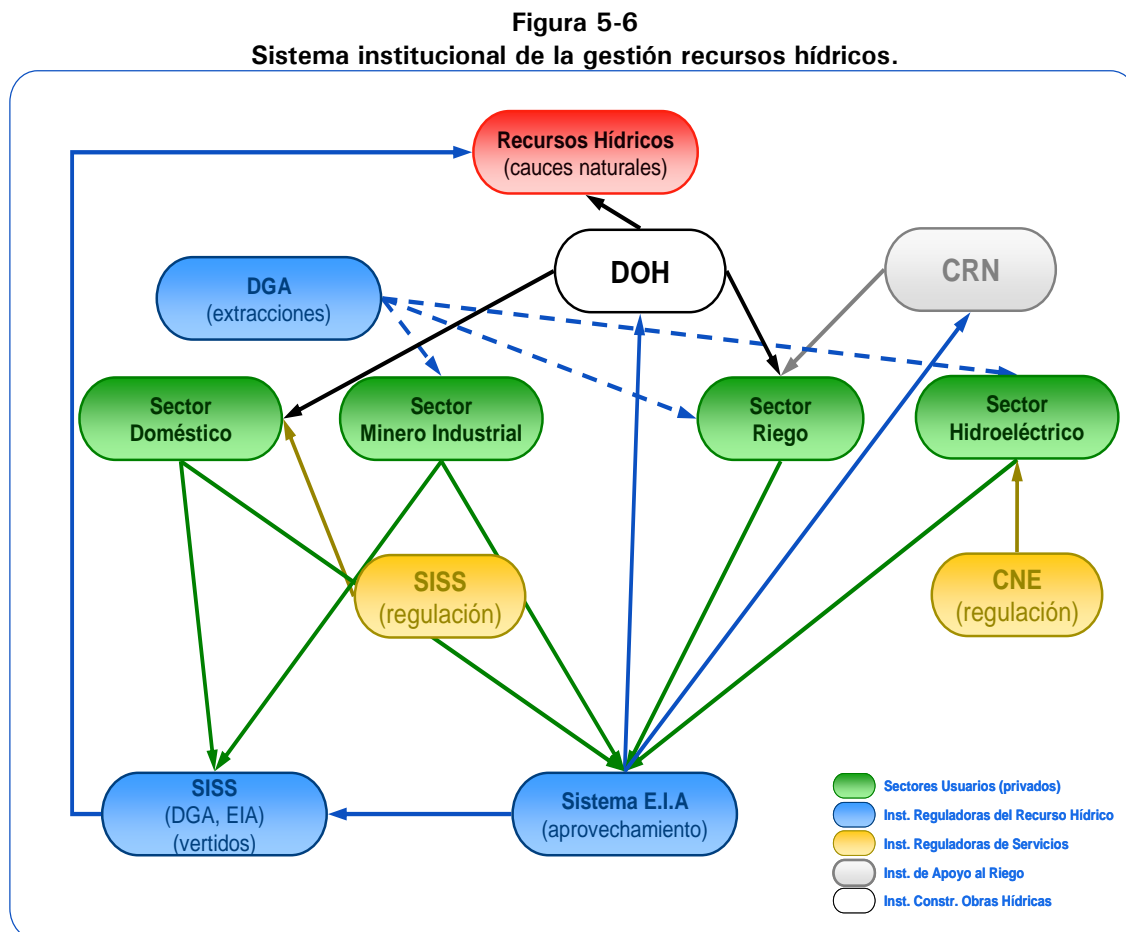 Figura 5-6
Sistema institucional de la gestión recursos hídricos.
Recursos Hídricos
(cauces naturales)
DGA
(extracciones)
DOH
CRN
Sector
Doméstico
Sector
Minero Industrial
Sector
Riego
Sector
Hidroeléctrico
SISS
(regulación)
CNE
(regulación)
SISS
(DGA, EIA)
(vertidos)
Sistema E.I.A
(aprovechamiento)
Sectores Usuarios (privados)
Inst. Reguladoras del Recurso Hídrico
Inst. Reguladoras de Servicios
Inst. de Apoyo al Riego
Inst. Constr. Obras Hídricas